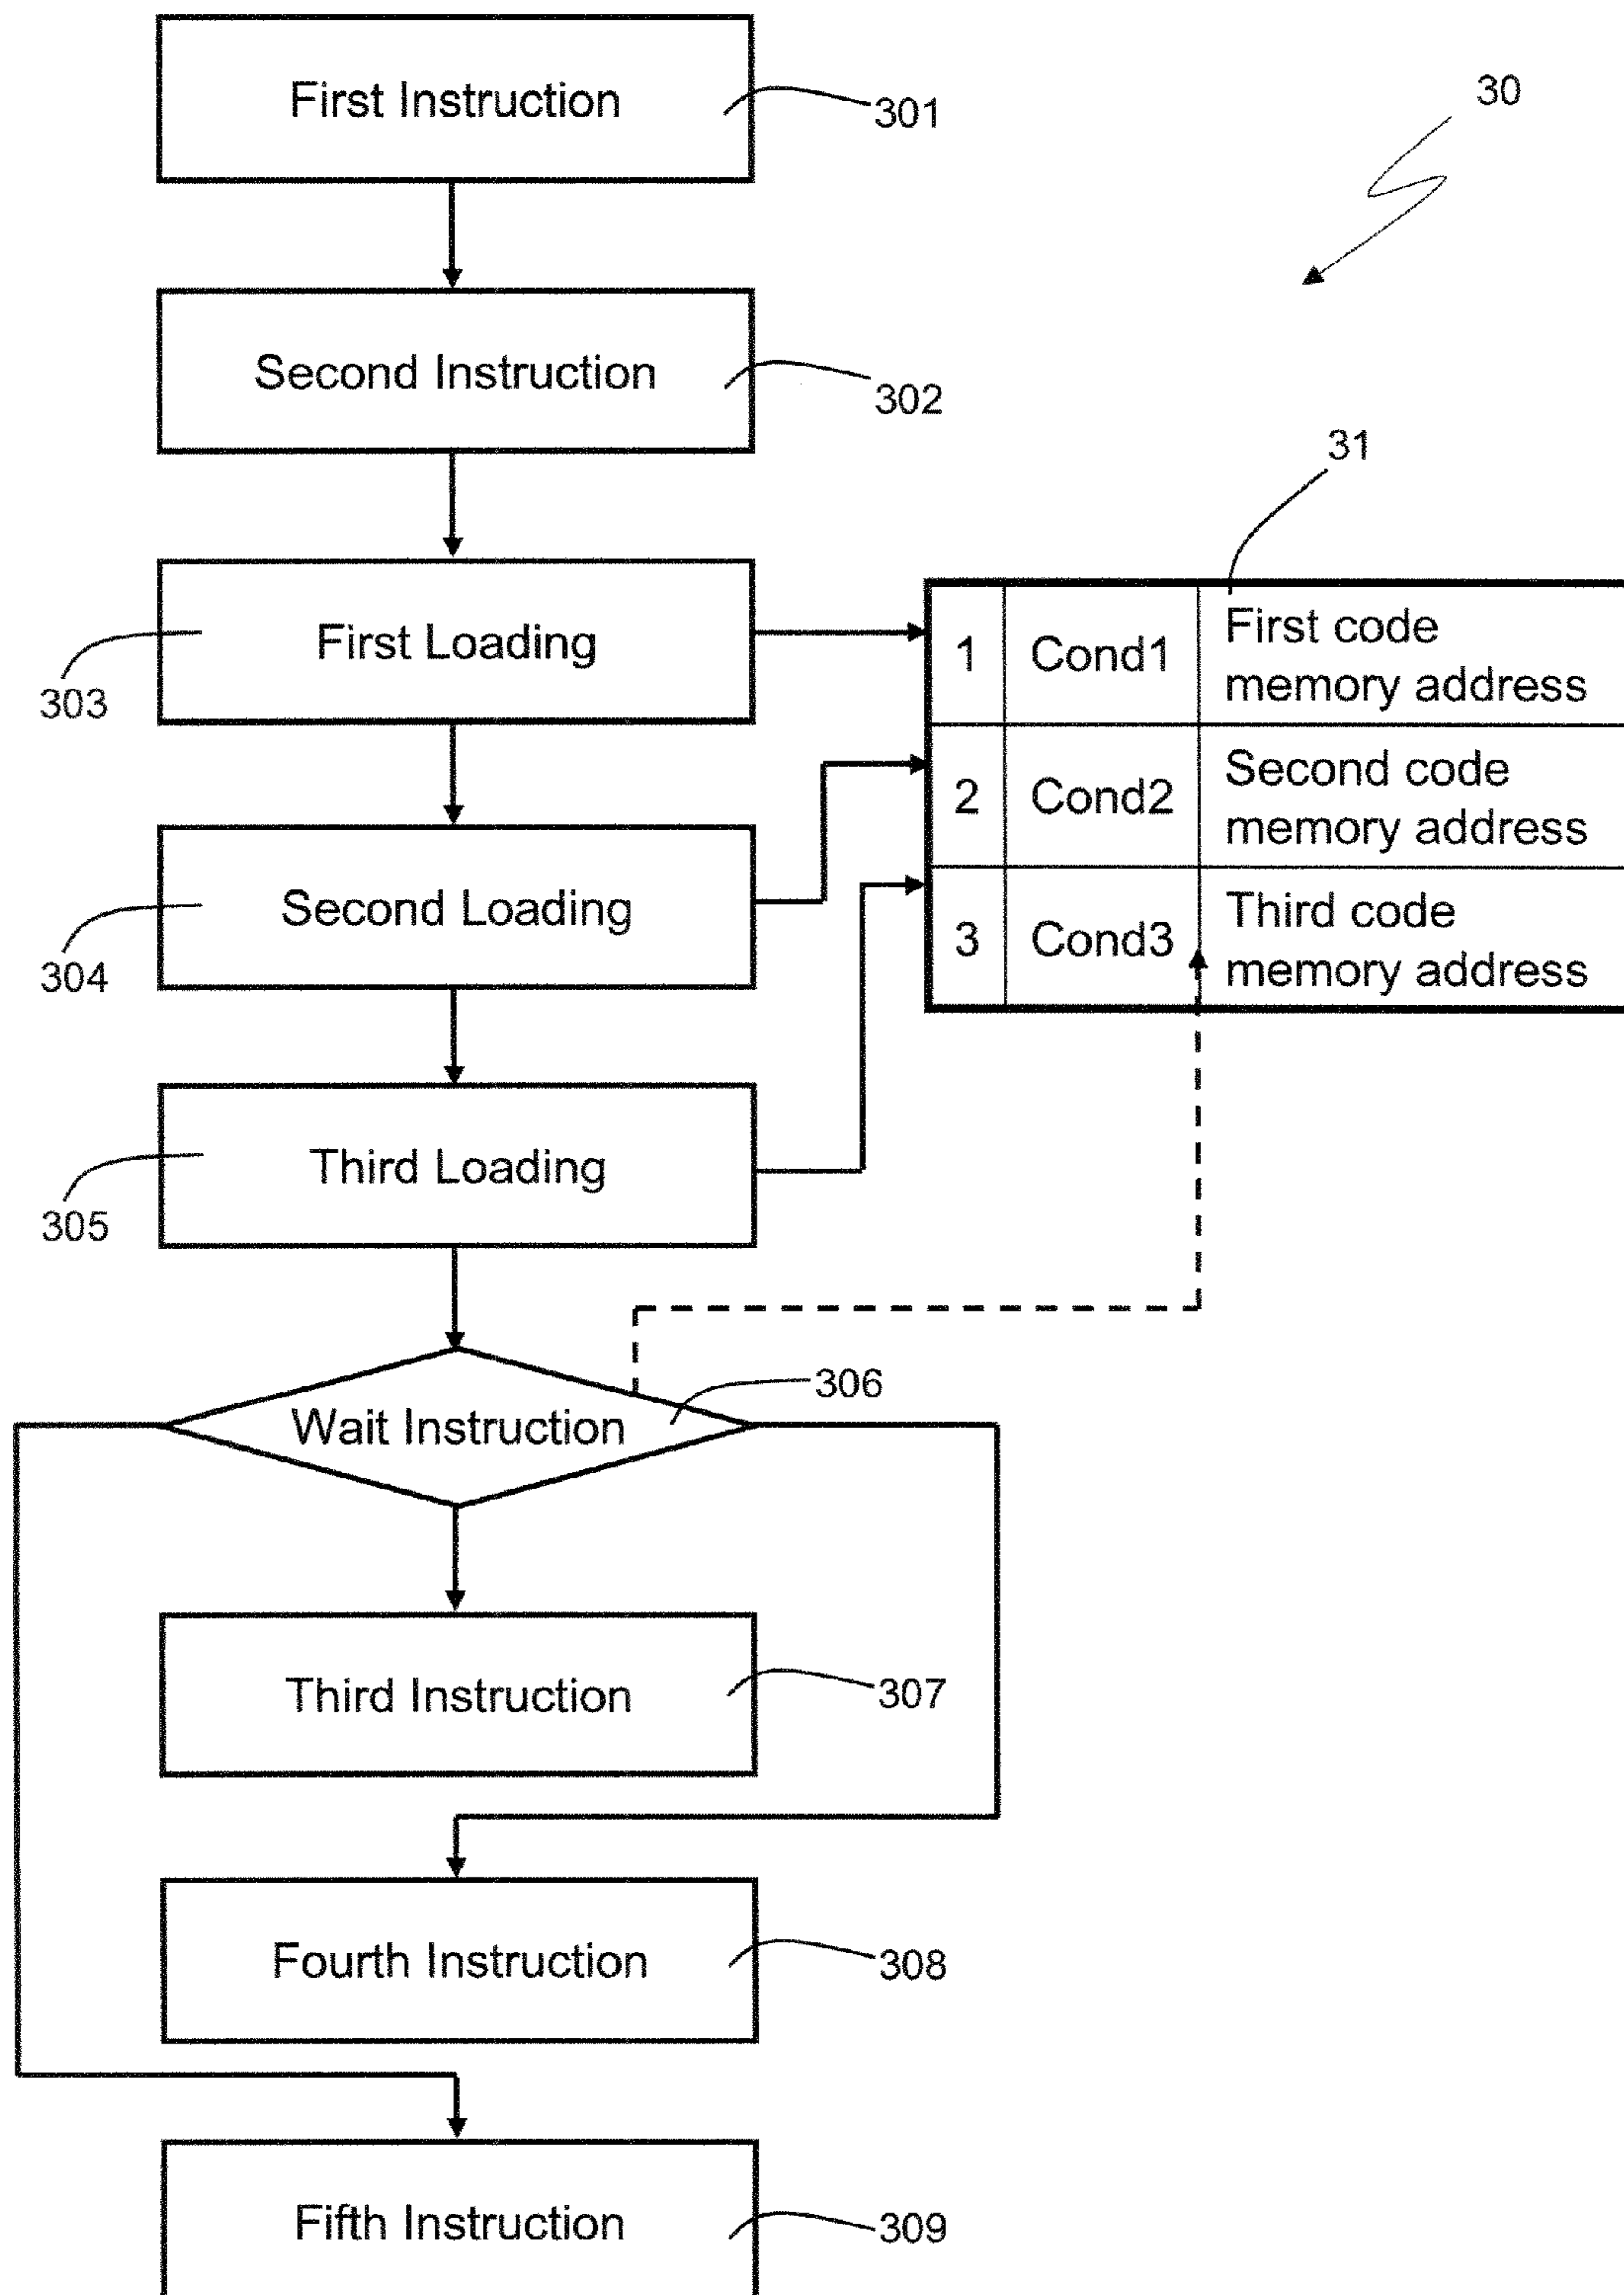 First Instruction
301
30
Second Instruction
302
31
First Loading
303
1
Cond1
First code
memory address
Second Loading
304
2
Cond2
Second code
memory address
3
Cond3
Third code
memory address
Third Loading
305
Wait Instruction
306
Third Instruction
307
Fourth Instruction
308
Fifth Instruction
309